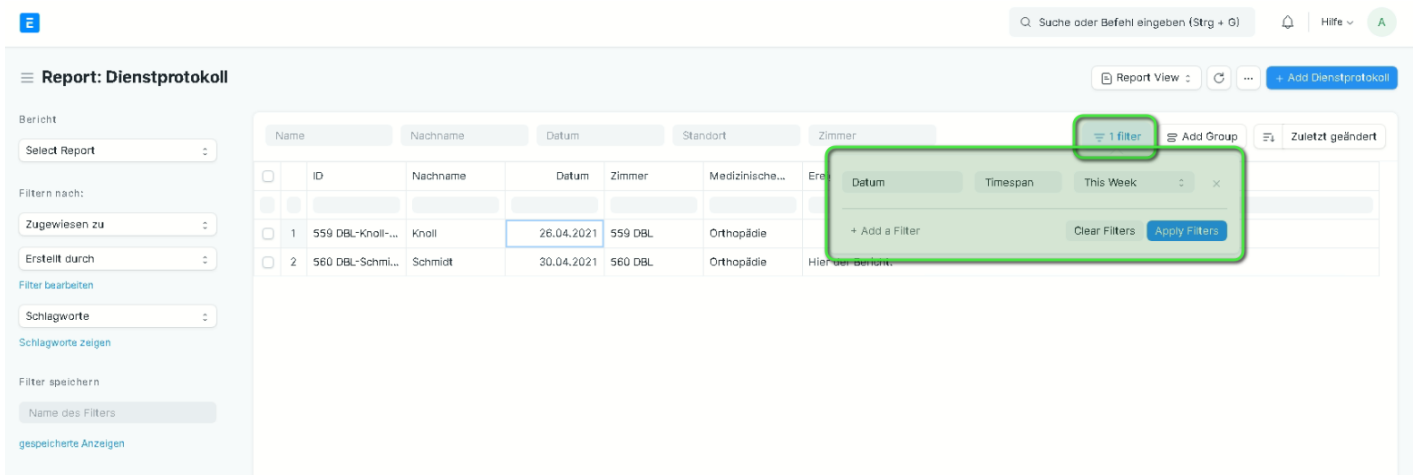 E
Suche oder Befehl eingeben (Strg + G)
Hilfe
A
Report: Dienstprotokoll
Report View
...
+ Add Dienstprotokoll
Bericht
Select Report
Filtern nach:
Zugewiesen zu
Erstellt durch
Filter bearbeiten
Schlagworte
Schlagworte zeigen
Filter speichern
Name des Filters
gespeicherte Anzeigen
Name Nachname Datum Standort Zimmer
1 filter Add Group Zuletzt geändert
ID Nachname Datum Zimmer Medizinische...
1 559 DBL-Knoll-... Knoll 26.04.2021 559 DBL Orthopädie
2 560 DBL-Schmi... Schmidt 30.04.2021 560 DBL Orthopädie Hier der Bericht.
Datum Timespan This Week ×
+ Add a Filter Clear Filters Apply Filters